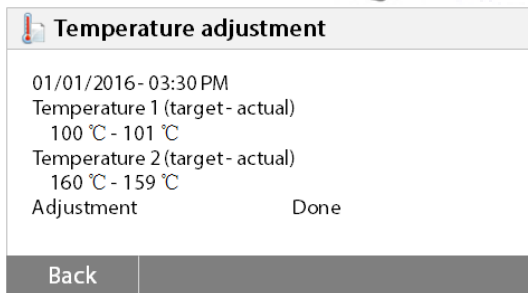 Temperature adjustment
01/01/2016 - 03:30 PM
Temperature 1 (target - actual)
100 ℃ - 101 ℃
Temperature 2 (target - actual)
160 ℃ - 159 ℃
Adjustment Done
Back